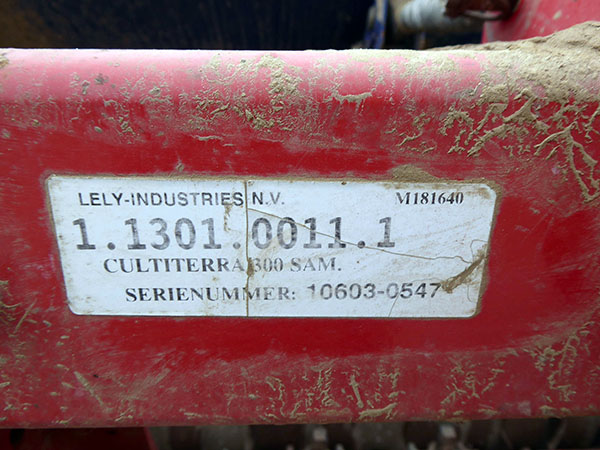 LELY-INDUSTRIES N.V. M181640
1.1301.0011.1
CULTITERRA 300 SAM.
SERIENUMMER: 10603-0547